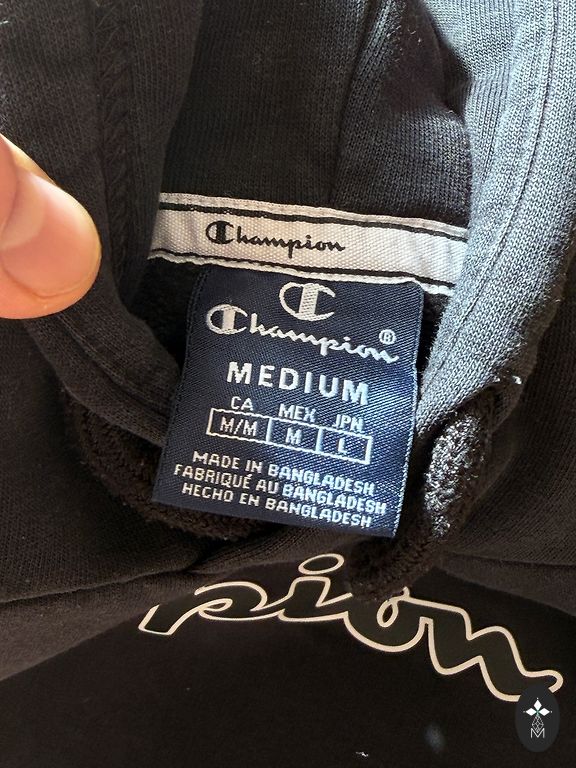 Champion
Champion®
MEDIUM
CA MEX JPN
M/M M L
MADE IN BANGLADESH
FABRIQUÉ AU BANGLADESH
HECHO EN BANGLADESH
pion
M